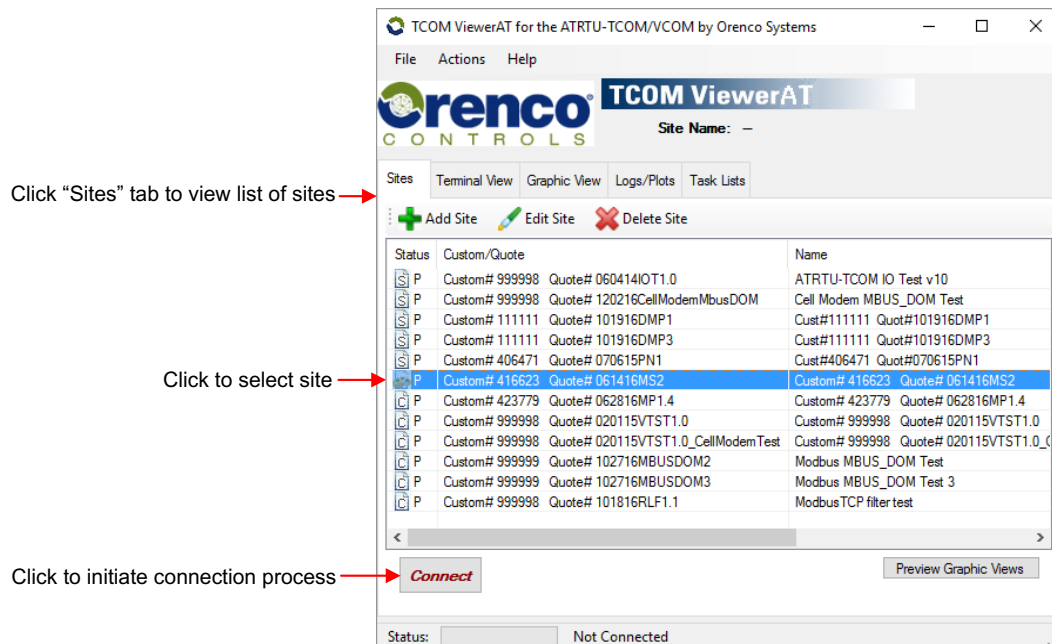 TCOM ViewerAT for the ATRTU-TCOM/VCOM by Orenco Systems
File Actions Help
Orenco
CONTROLS
TCOM ViewerAT
Site Name: –
Click “Sites” tab to view list of sites
Sites Terminal View Graphic View Logs/Plots Task Lists
Add Site Edit Site Delete Site
Status Custom/Quote Name
S P Custom# 999998 Quote# 060414IOT1.0 ATRTU-TCOM IO Test v10
S P Custom# 999998 Quote# 120216CellModemMbusDOM Cell Modem MBUS_DOM Test
S P Custom# 111111 Quote# 101916DMP1 Cust#111111 Quot#101916DMP1
S P Custom# 111111 Quote# 101916DMP3 Cust#111111 Quot#101916DMP3
S P Custom# 406471 Quote# 070615PN1 Cust#406471 Quot#070615PN1
Click to select site
P Custom# 416623 Quote# 061416MS2 Custom# 416623 Quote# 061416MS2
C P Custom# 423779 Quote# 062816MP1.4 Custom# 423779 Quote# 062816MP1.4
C P Custom# 999998 Quote# 020115VTST1.0 Custom# 999998 Quote# 020115VTST1.0
C P Custom# 999998 Quote# 020115VTST1.0_CellModemTest Custom# 999998 Quote# 020115VTST1.0_C
C P Custom# 999999 Quote# 102716MBUSDOM2 Modbus MBUS_DOM Test
C P Custom# 999999 Quote# 102716MBUSDOM3 Modbus MBUS_DOM Test 3
C P Custom# 999998 Quote# 101816RLF1.1 ModbusTCP filter test
Click to initiate connection process
Connect
Preview Graphic Views
Status: Not Connected